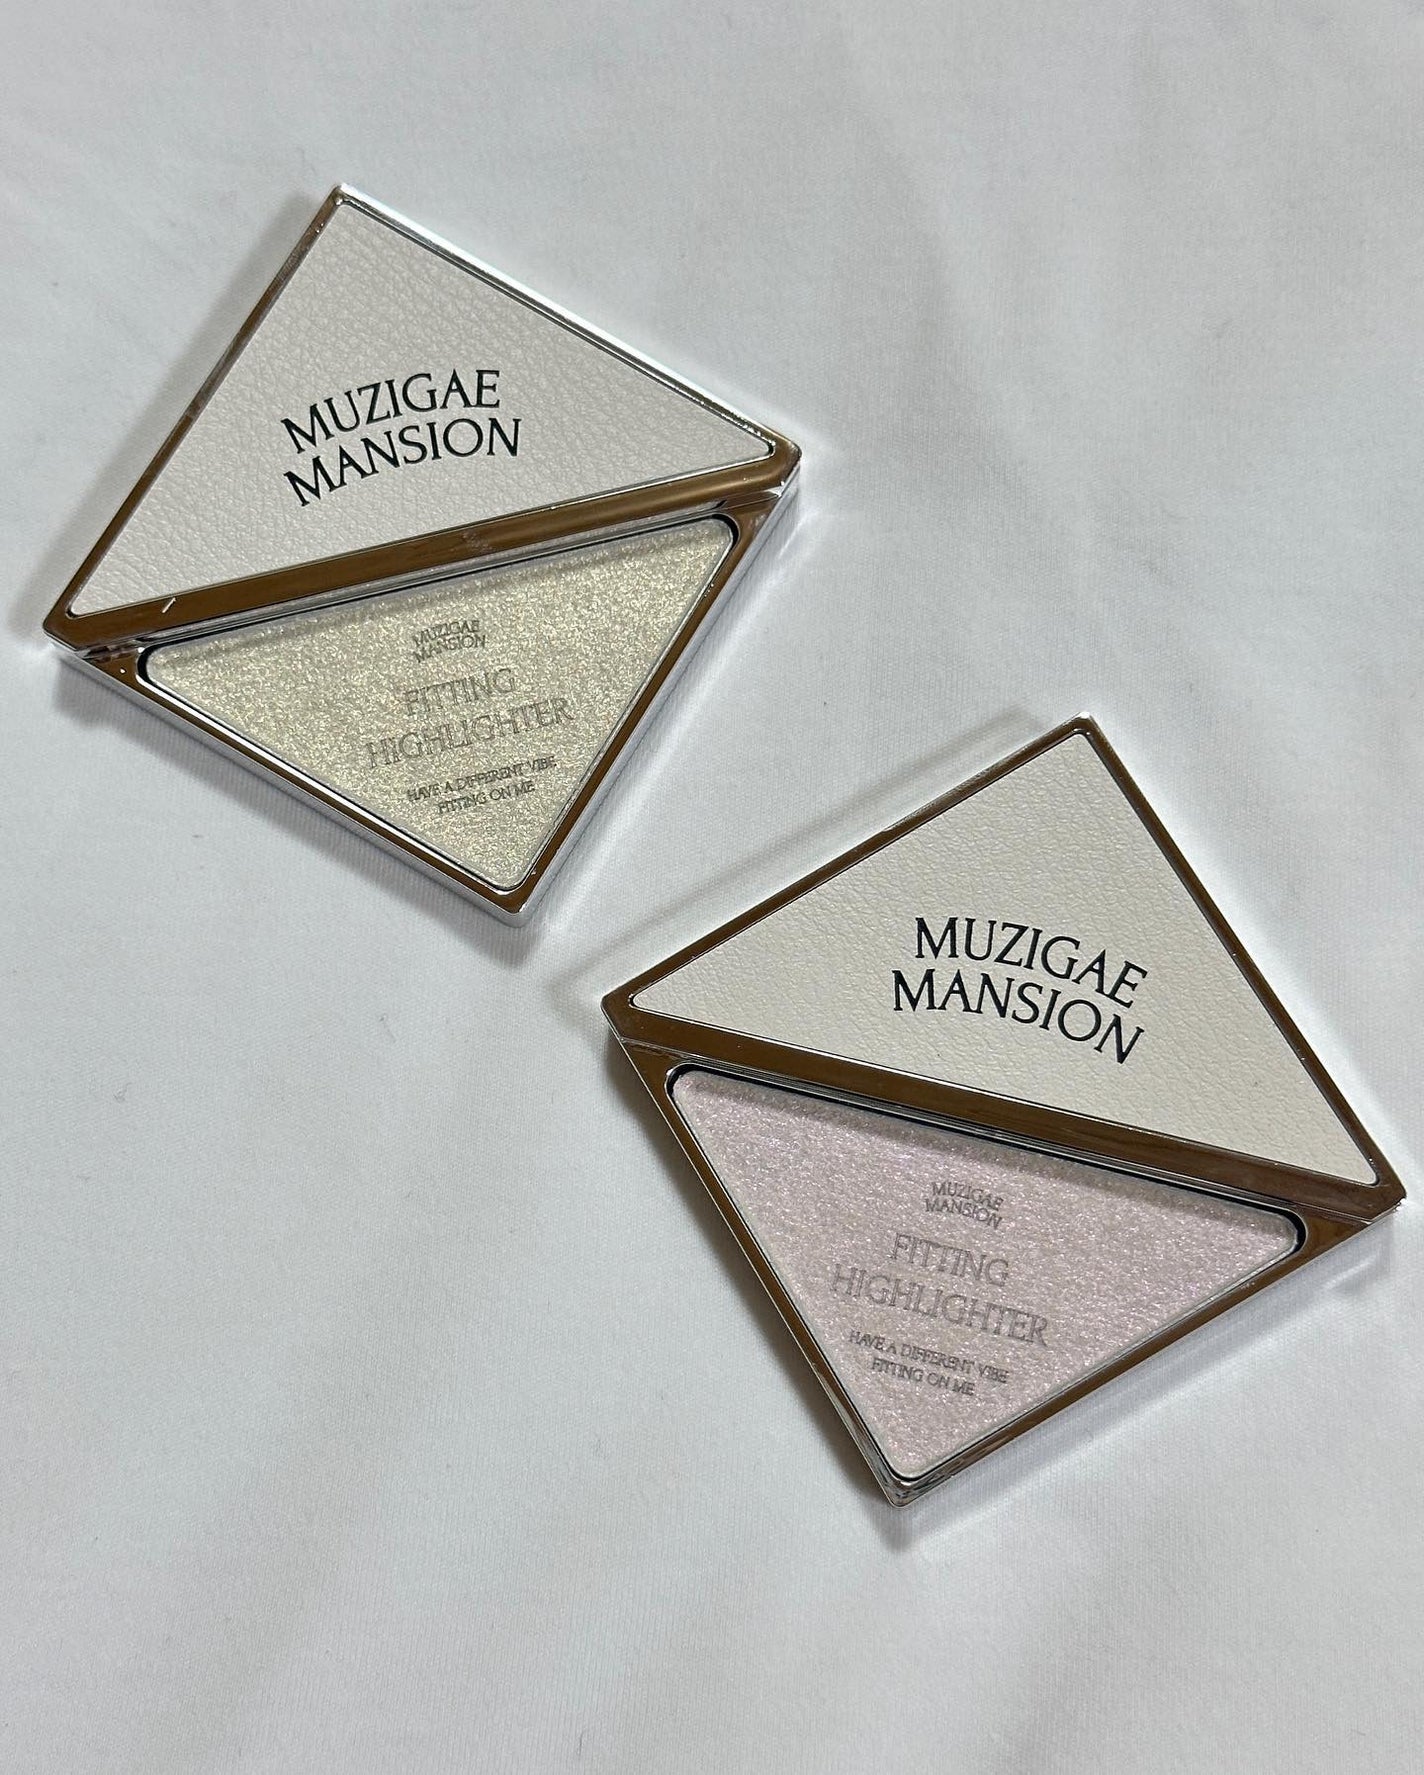 MUZIGAE
MANSION
MUZIGAE
MANSION
FITTING
HIGHLIGHTER
HAVE A DIFFERENT VIBE
FITTING ON ME
MUZIGAE
MANSION
MUZIGAE
MANSION
FITTING
HIGHLIGHTER
HAVE A DIFFERENT VIBE
FITTING ON ME